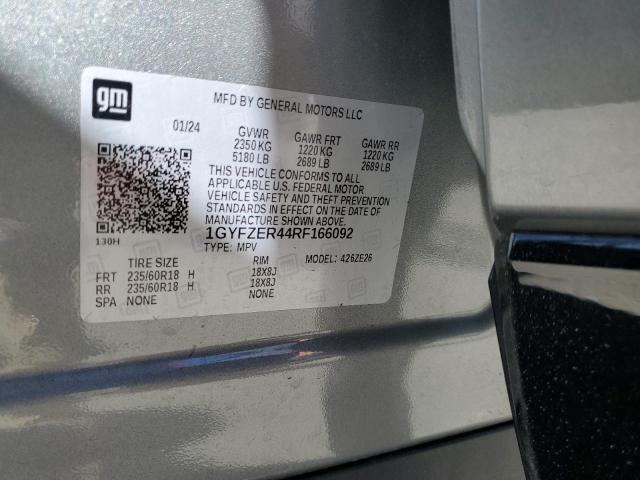 gm
MFD BY GENERAL MOTORS LLC
01/24 GVWR GAWR FRT GAWR RR
2350 KG 1220 KG 1220 KG
5180 LB 2689 LB 2689 LB
THIS VEHICLE CONFORMS TO ALL
APPLICABLE U.S. FEDERAL MOTOR
VEHICLE SAFETY AND THEFT PREVENTION
STANDARDS IN EFFECT ON THE DATE OF
MANUFACTURE SHOWN ABOVE.
1GYFZER44RF166092
130H TYPE: MPV MODEL: 426ZE26
TIRE SIZE RIM
FRT 235/60R18 H 18X8J
RR 235/60R18 H 18X8J
SPA NONE NONE